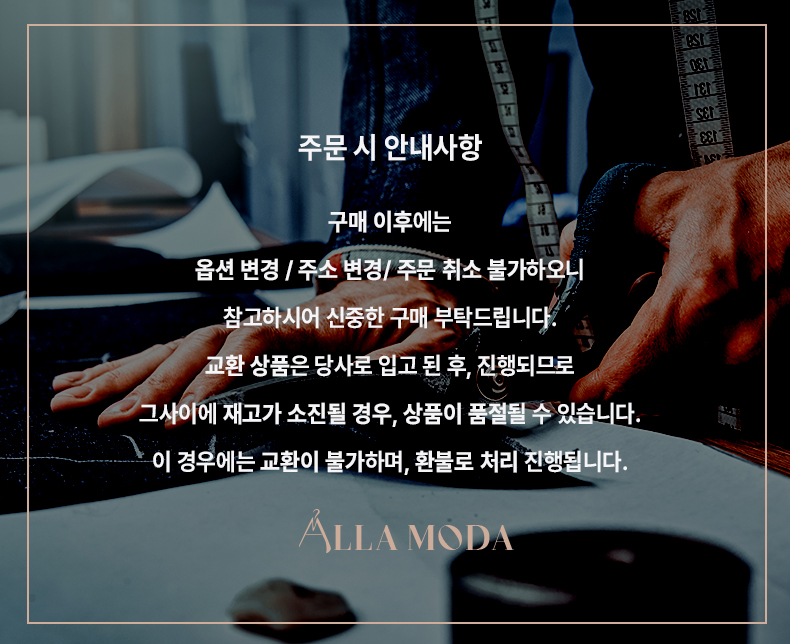 주문 시 안내사항
구매 이후에는
옵션 변경 / 주소 변경/ 주문 취소 불가하오니
참고하시어 신중한 구매 부탁드립니다.
교환 상품은 당사로 입고 된 후, 진행되므로
그사이에 재고가 소진될 경우, 상품이 품절될 수 있습니다.
이 경우에는 교환이 불가하며, 환불로 처리 진행됩니다.
ALLA MODA